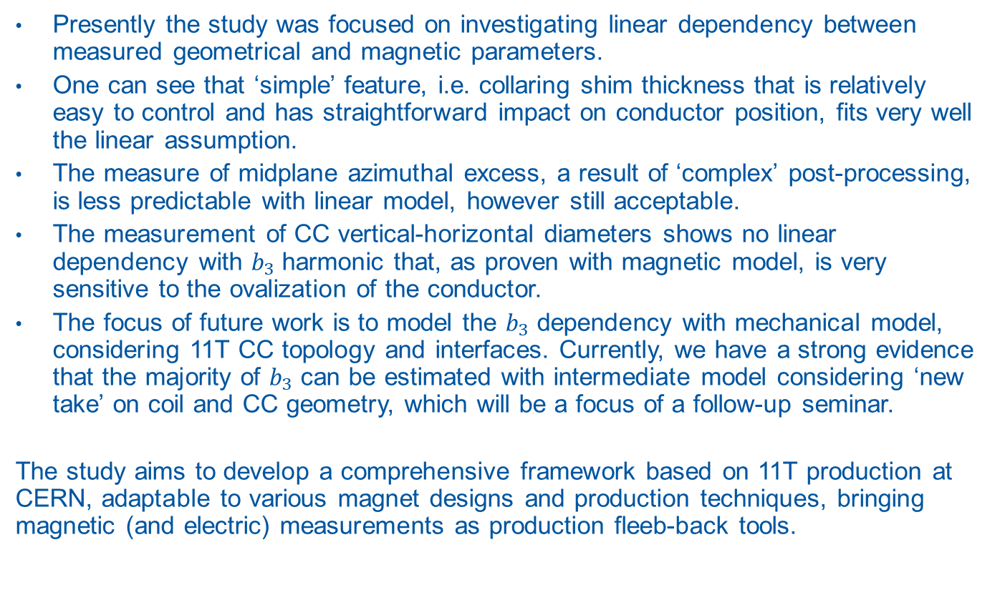 • Presently the study was focused on investigating linear dependency between
measured geometrical and magnetic parameters.
• One can see that ‘simple’ feature, i.e. collaring shim thickness that is relatively
easy to control and has straightforward impact on conductor position, fits very well
the linear assumption.
• The measure of midplane azimuthal excess, a result of ‘complex’ post-processing,
is less predictable with linear model, however still acceptable.
• The measurement of CC vertical-horizontal diameters shows no linear
dependency with b₃ harmonic that, as proven with magnetic model, is very
sensitive to the ovalization of the conductor.
• The focus of future work is to model the b₃ dependency with mechanical model,
considering 11T CC topology and interfaces. Currently, we have a strong evidence
that the majority of b₃ can be estimated with intermediate model considering ‘new
take’ on coil and CC geometry, which will be a focus of a follow-up seminar.
The study aims to develop a comprehensive framework based on 11T production at
CERN, adaptable to various magnet designs and production techniques, bringing
magnetic (and electric) measurements as production fleeb-back tools.